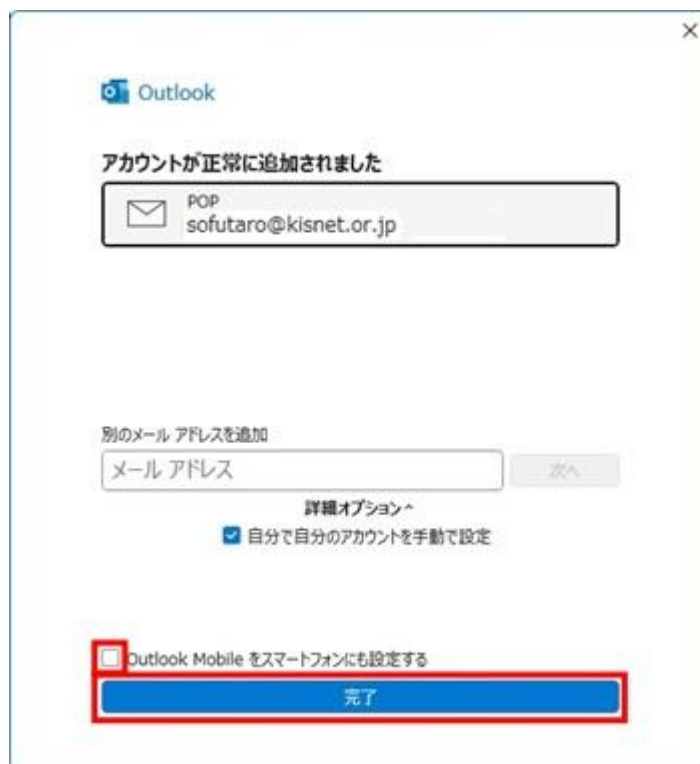 Outlook
アカウントが正常に追加されました
POP
sofutaro@kisnet.or.jp
別のメール アドレスを追加
メール アドレス
次へ
詳細オプション
自分で自分のアカウントを手動で設定
Outlook Mobile をスマートフォンにも設定する
完了